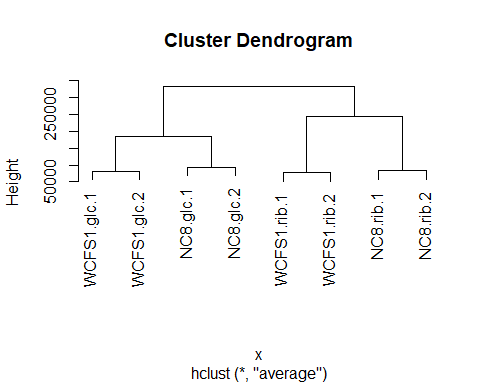 Cluster Dendrogram
Height
50000
250000
WCFS1.glc.1
WCFS1.glc.2
NC8.glc.1
NC8.glc.2
WCFS1.rib.1
WCFS1.rib.2
NC8.rib.1
NC8.rib.2
x
hclust (*, "average")